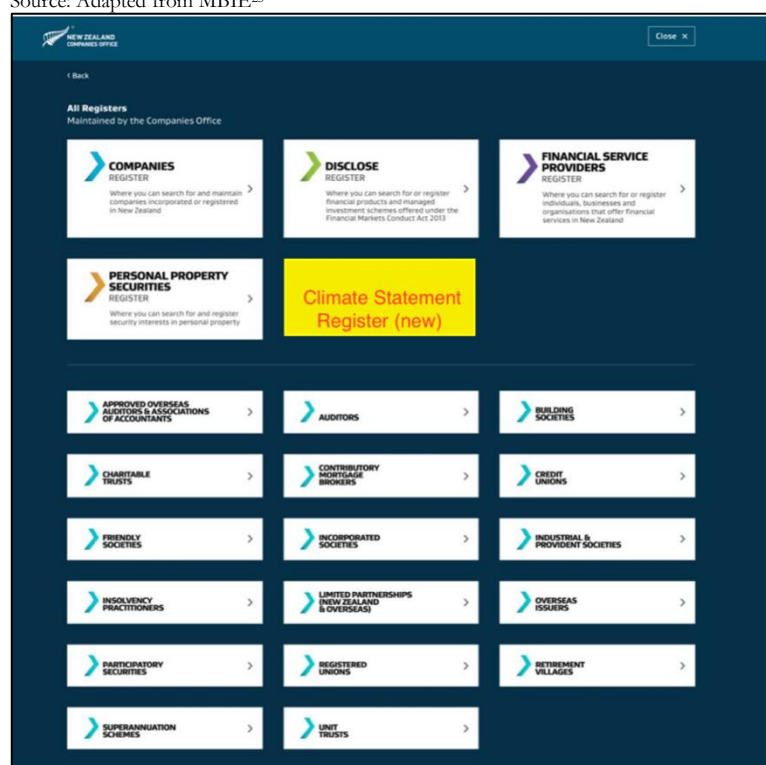 Source: Adapted from MBIE
NEW ZEALAND
COMPANIES OFFICE
Close ×
‹ Back
All Registers
Maintained by the Companies Office
COMPANIES
REGISTER
Where you can search for and maintain
companies incorporated or registered
in New Zealand
DISCLOSE
REGISTER
Where you can search for or register
financial products and managed
investment schemes offered under the
Financial Markets Conduct Act 2013
FINANCIAL SERVICE
PROVIDERS
REGISTER
Where you can search for or register
individuals, businesses and
organisations that offer financial
services in New Zealand
PERSONAL PROPERTY
SECURITIES
REGISTER
Where you can search for and register
security interests in personal property
Climate Statement
Register (new)
APPROVED OVERSEAS
AUDITORS & ASSOCIATIONS
OF ACCOUNTANTS
AUDITORS
BUILDING
SOCIETIES
CHARITABLE
TRUSTS
CONTRIBUTORY
MORTGAGE
BROKERS
CREDIT
UNIONS
FRIENDLY
SOCIETIES
INCORPORATED
SOCIETIES
INDUSTRIAL &
PROVIDENT SOCIETIES
INSOLVENCY
PRACTITIONERS
LIMITED PARTNERSHIPS
(NEW ZEALAND
& OVERSEAS)
OVERSEAS
ISSUERS
PARTICIPATORY
SECURITIES
REGISTERED
UNIONS
RETIREMENT
VILLAGES
SUPERANNUATION
SCHEMES
UNIT
TRUSTS